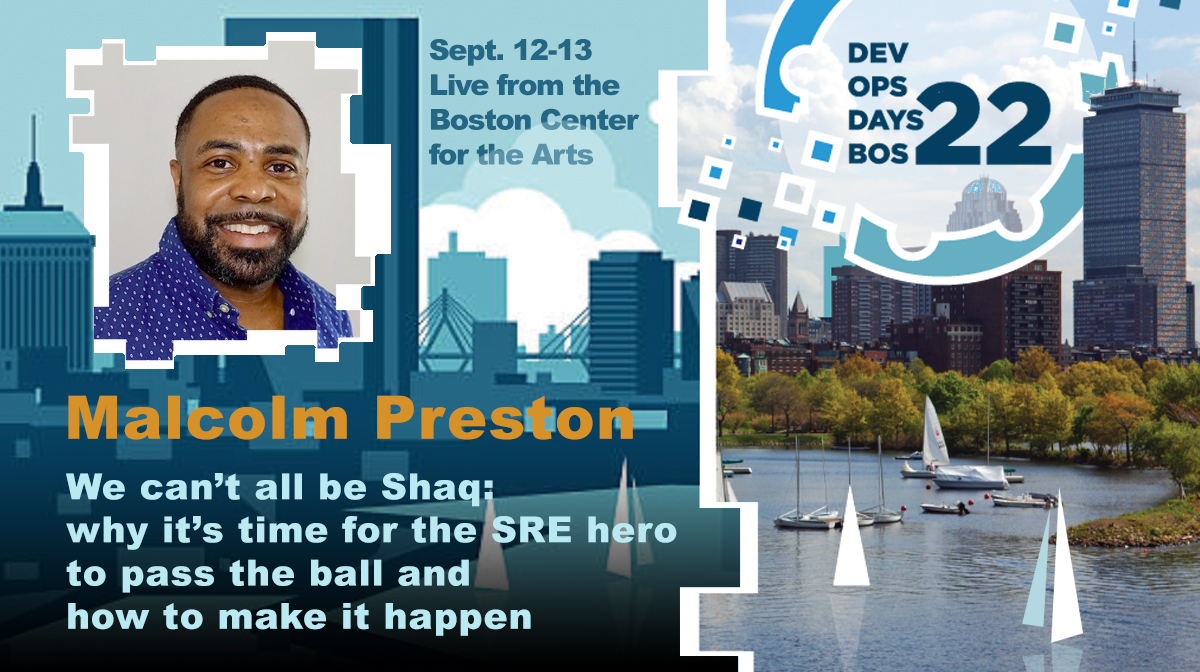 Sept. 12-13
Live from the
Boston Center
for the Arts
DEV
OPS
DAYS
BOS
22
Malcolm Preston
We can’t all be Shaq:
why it’s time for the SRE hero
to pass the ball and
how to make it happen